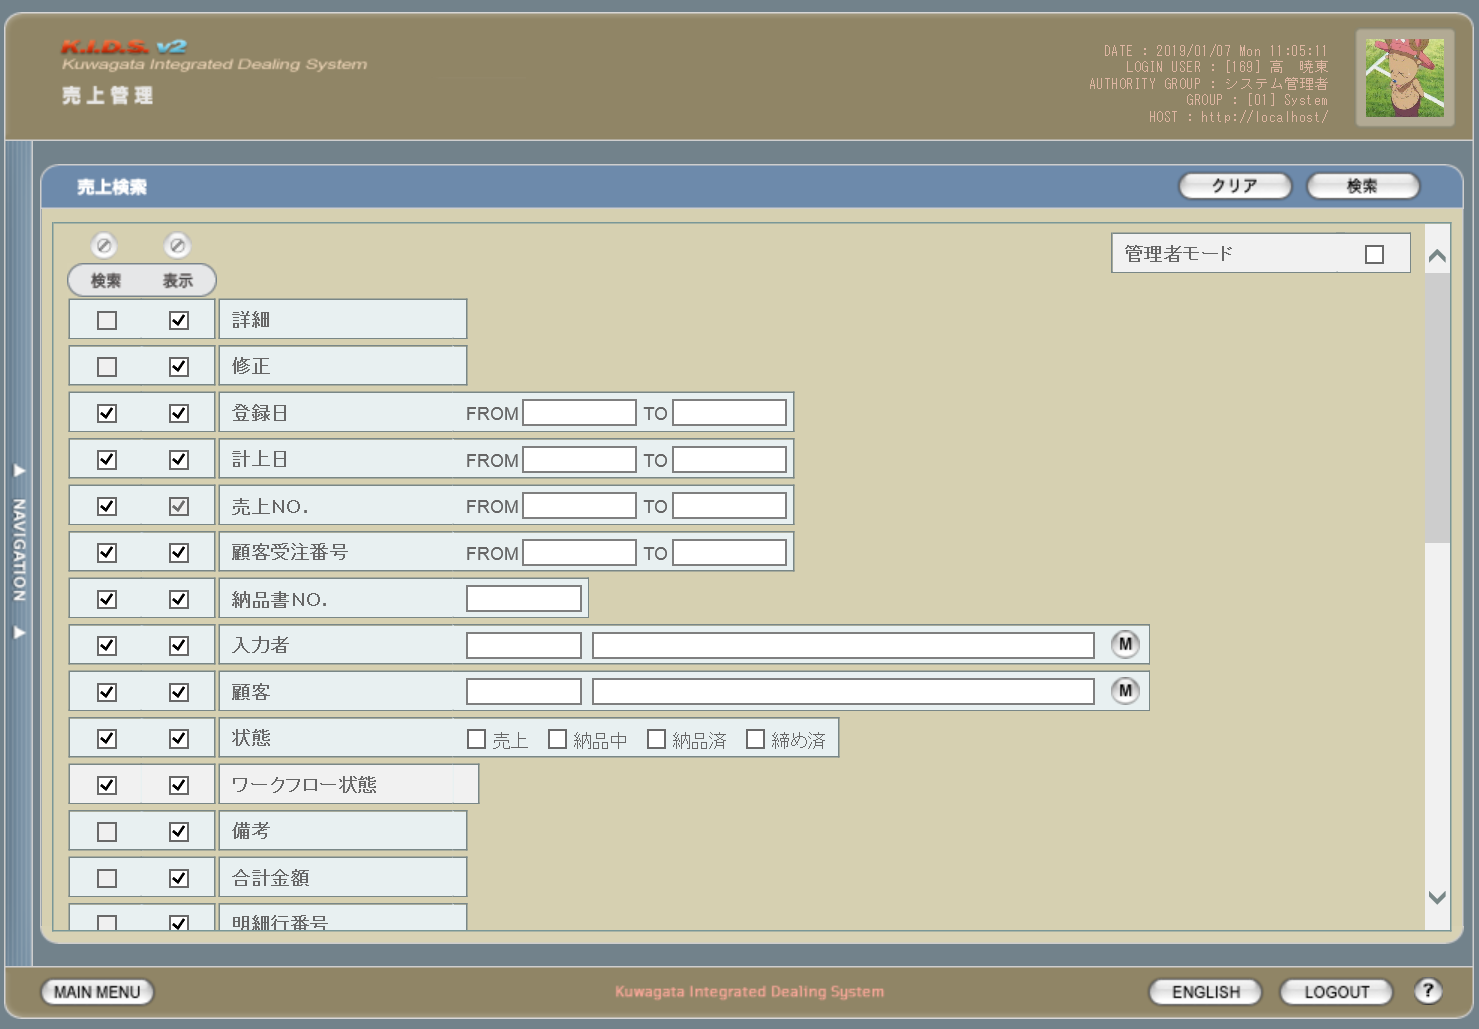 K.I.D.S. v2
Kuwagata Integrated Dealing System
売上管理
DATE : 2019/01/07 Mon 11:05:11
LOGIN USER : [169] 高　暁東
AUTHORITY GROUP : システム管理者
GROUP : [01] System
HOST : http://localhost/
NAVIGATION
売上検索
クリア
検索
管理者モード
検索 表示
詳細
修正
登録日 FROM TO
計上日 FROM TO
売上NO. FROM TO
顧客受注番号 FROM TO
納品書NO.
入力者 M
顧客 M
状態 売上 納品中 納品済 締め済
ワークフロー状態
備考
合計金額
明細行番号
MAIN MENU
Kuwagata Integrated Dealing System
ENGLISH
LOGOUT
?